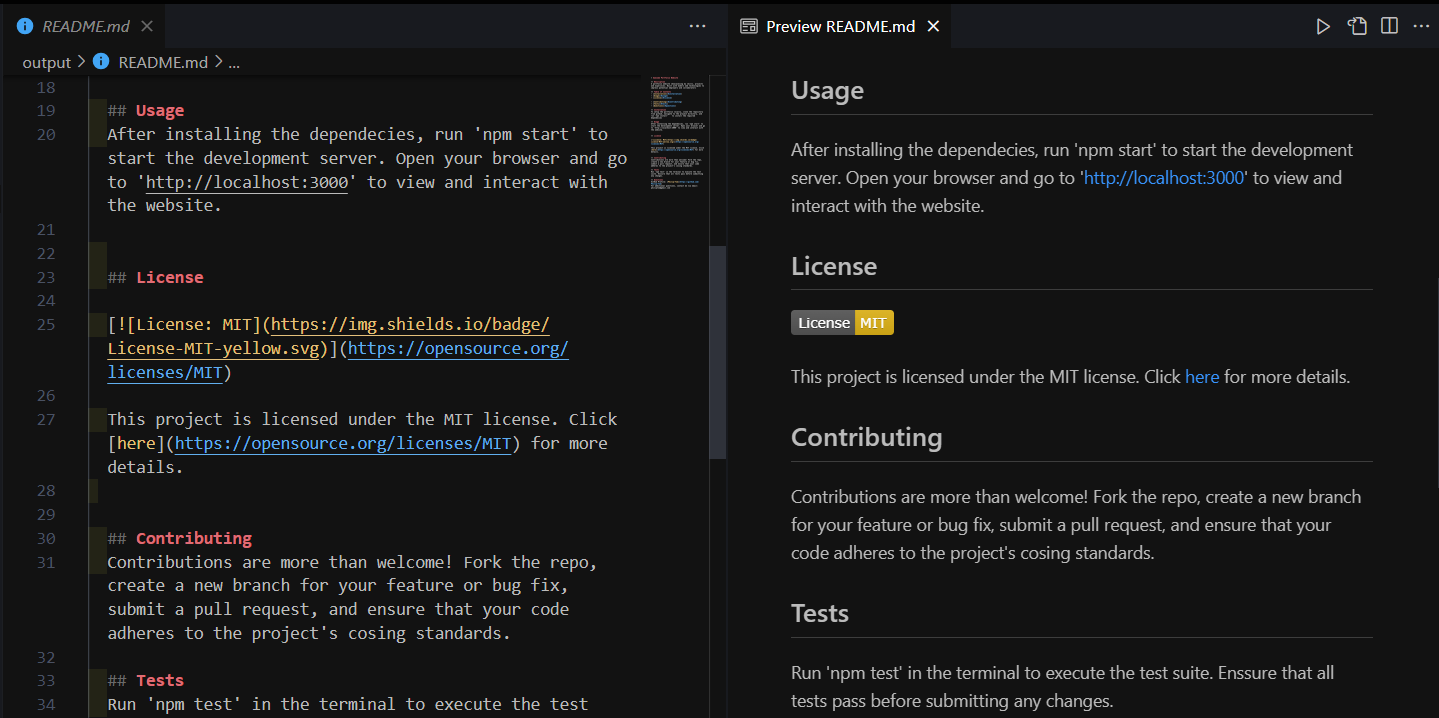 README.md
Preview README.md
output > README.md > ...
18
19 ## Usage
20 After installing the dependecies, run 'npm start' to
start the development server. Open your browser and go
to 'http://localhost:3000' to view and interact with
the website.
21
22
23 ## License
24
25 [![License: MIT](https://img.shields.io/badge/
License-MIT-yellow.svg)](https://opensource.org/
licenses/MIT)
26
27 This project is licensed under the MIT license. Click
[here](https://opensource.org/licenses/MIT) for more
details.
28
29
30 ## Contributing
31 Contributions are more than welcome! Fork the repo,
create a new branch for your feature or bug fix,
submit a pull request, and ensure that your code
adheres to the project's cosing standards.
32
33 ## Tests
34 Run 'npm test' in the terminal to execute the test
Usage
After installing the dependecies, run 'npm start' to start the development
server. Open your browser and go to 'http://localhost:3000' to view and
interact with the website.
License
License MIT
This project is licensed under the MIT license. Click here for more details.
Contributing
Contributions are more than welcome! Fork the repo, create a new branch
for your feature or bug fix, submit a pull request, and ensure that your
code adheres to the project's cosing standards.
Tests
Run 'npm test' in the terminal to execute the test suite. Enssure that all
tests pass before submitting any changes.